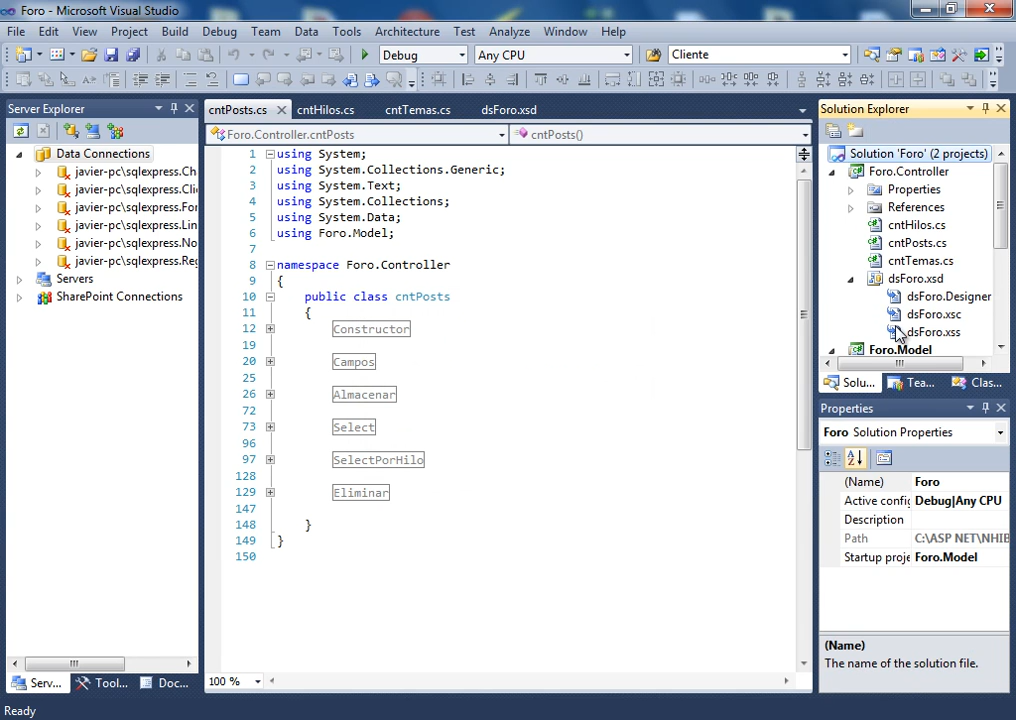 Foro - Microsoft Visual Studio
File Edit View Project Build Debug Team Data Tools Architecture Test Analyze Window Help
Debug Any CPU Cliente
Server Explorer
Data Connections
javier-pc\sqlexpress.Ch
javier-pc\sqlexpress.Cli
javier-pc\sqlexpress.For
javier-pc\sqlexpress.Lin
javier-pc\sqlexpress.No
javier-pc\sqlexpress.Reg
Servers
SharePoint Connections
Serv... Tool... Doc...
cntPosts.cs cntHilos.cs cntTemas.cs dsForo.xsd
Foro.Controller.cntPosts cntPosts()
1 using System;
2 using System.Collections.Generic;
3 using System.Text;
4 using System.Collections;
5 using System.Data;
6 using Foro.Model;
7
8 namespace Foro.Controller
9 {
10 public class cntPosts
11 {
12 Constructor
19
20 Campos
25
26 Almacenar
72
73 Select
96
97 SelectPorHilo
128
129 Eliminar
147
148 }
149 }
150
100 %
Solution Explorer
Solution 'Foro' (2 projects)
Foro.Controller
Properties
References
cntHilos.cs
cntPosts.cs
cntTemas.cs
dsForo.xsd
dsForo.Designer
dsForo.xsc
dsForo.xss
Foro.Model
Solu... Tea... Clas...
Properties
Foro Solution Properties
(Name) Foro
Active config Debug|Any CPU
Description
Path C:\ASP NET\NHIB
Startup proje Foro.Model
(Name)
The name of the solution file.
Ready